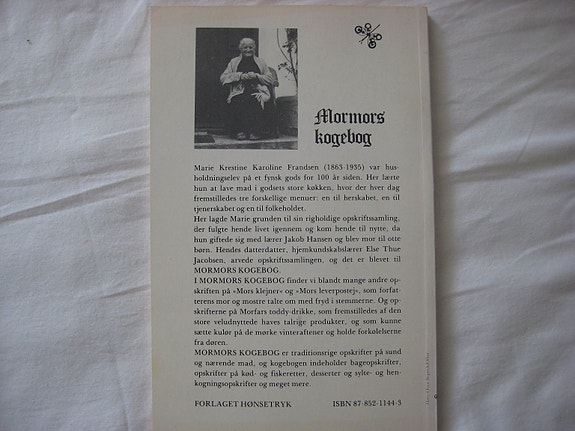 Mormors
kogebog
Marie Krestine Karoline Frandsen (1863-1935) var hus-
holdningselev på et fynsk gods for 100 år siden. Her lærte
hun at lave mad i godsets store køkken, hvor der hver dag
fremstilledes tre forskellige menuer: en til herskabet, en til
tjenerskabet og en til folkeholdet.
Her lagde Marie grunden til sin righoldige opskriftssamling,
der fulgte hende livet igennem og kom hende til nytte, da
hun giftede sig med lærer Jakob Hansen og blev mor til otte
børn. Hendes datterdatter, hjemkundskabslærer Else Thue
Jacobsen, arvede opskriftssamlingen, og det er blevet til
MORMORS KOGEBOG.
I MORMORS KOGEBOG finder vi blandt mange andre op-
skriften på »Mors klejner« og »Mors leverpostej«, som forfat-
terens mor og mostre talte om med fryd i stemmerne. Og op-
skrifterne på Morfars toddy-drikke, som fremstilledes af den
store veludnyttede haves talrige produkter, og som kunne
sætte kulør på de mørke vinteraftener og holde forkølelserne
fra døren.
MORMORS KOGEBOG er traditionsrige opskrifter på sund
og nærende mad, og kogebogen indeholder bageopskrifter,
opskrifter på kød- og fiskeretter, desserter og sylte- og hen-
kogningsopskrifter og meget mere.
FORLAGET HØNSETRYK ISBN 87-852-1144-3